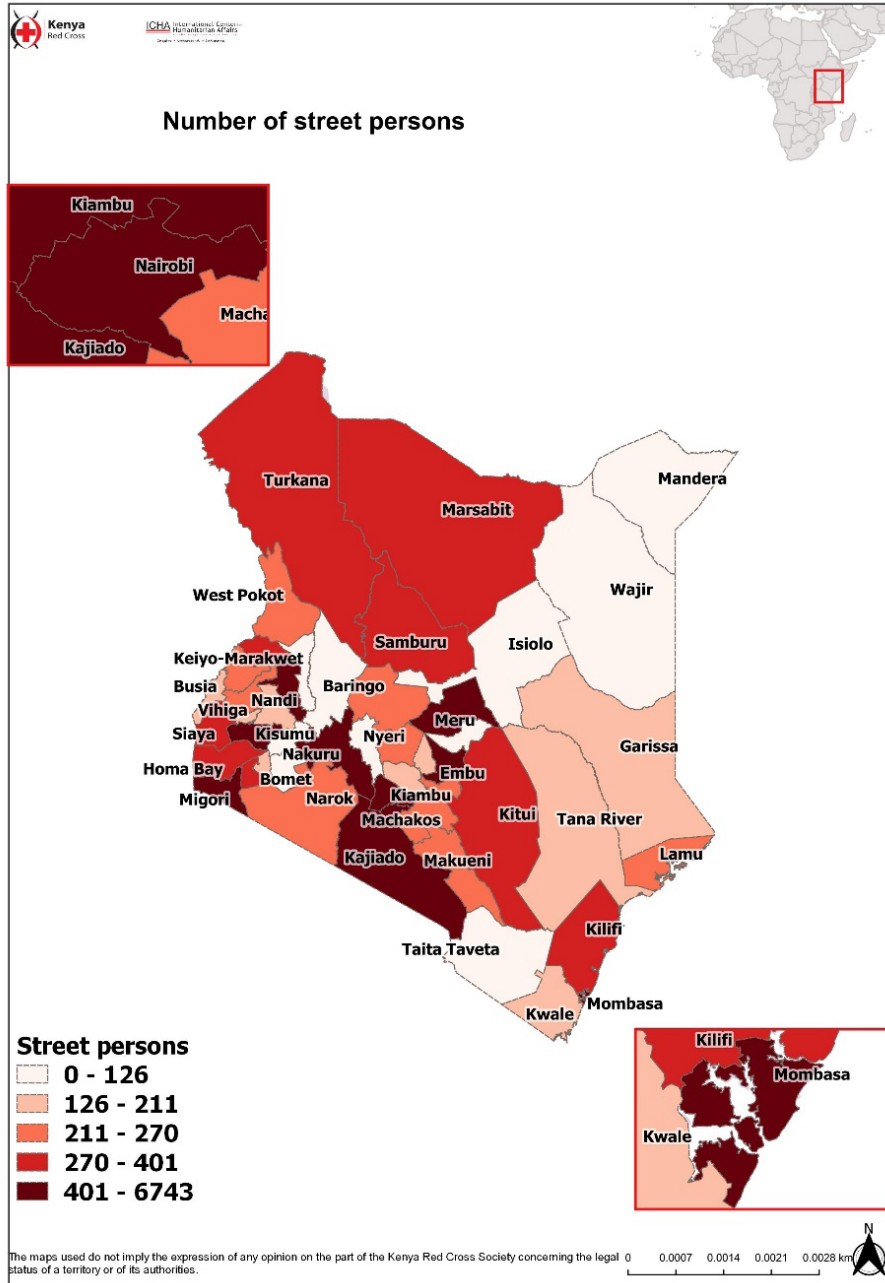 Kenya
Red Cross
ICHA International Center
Humanitarian Affairs
Number of street persons
Kiambu
Nairobi
Macha
Kajiado
Mandera
Turkana
Marsabit
Wajir
West Pokot
Samburu
Isiolo
Keiyo-Marakwet
Baringo
Busia
Nandi
Vihiga
Meru
Siaya
Kisumu
Nyeri
Nakuru
Garissa
Homa Bay
Bomet
Embu
Migori
Narok
Kiambu
Kitui
Tana River
Machakos
Kajiado
Makueni
Lamu
Kilifi
Taita Taveta
Kwale
Mombasa
Street persons
0 - 126
126 - 211
211 - 270
270 - 401
401 - 6743
Kilifi
Mombasa
Kwale
N
The maps used do not imply the expression of any opinion on the part of the Kenya Red Cross Society concerning the legal
status of a territory or of its authorities.
0 0.0007 0.0014 0.0021 0.0028 km